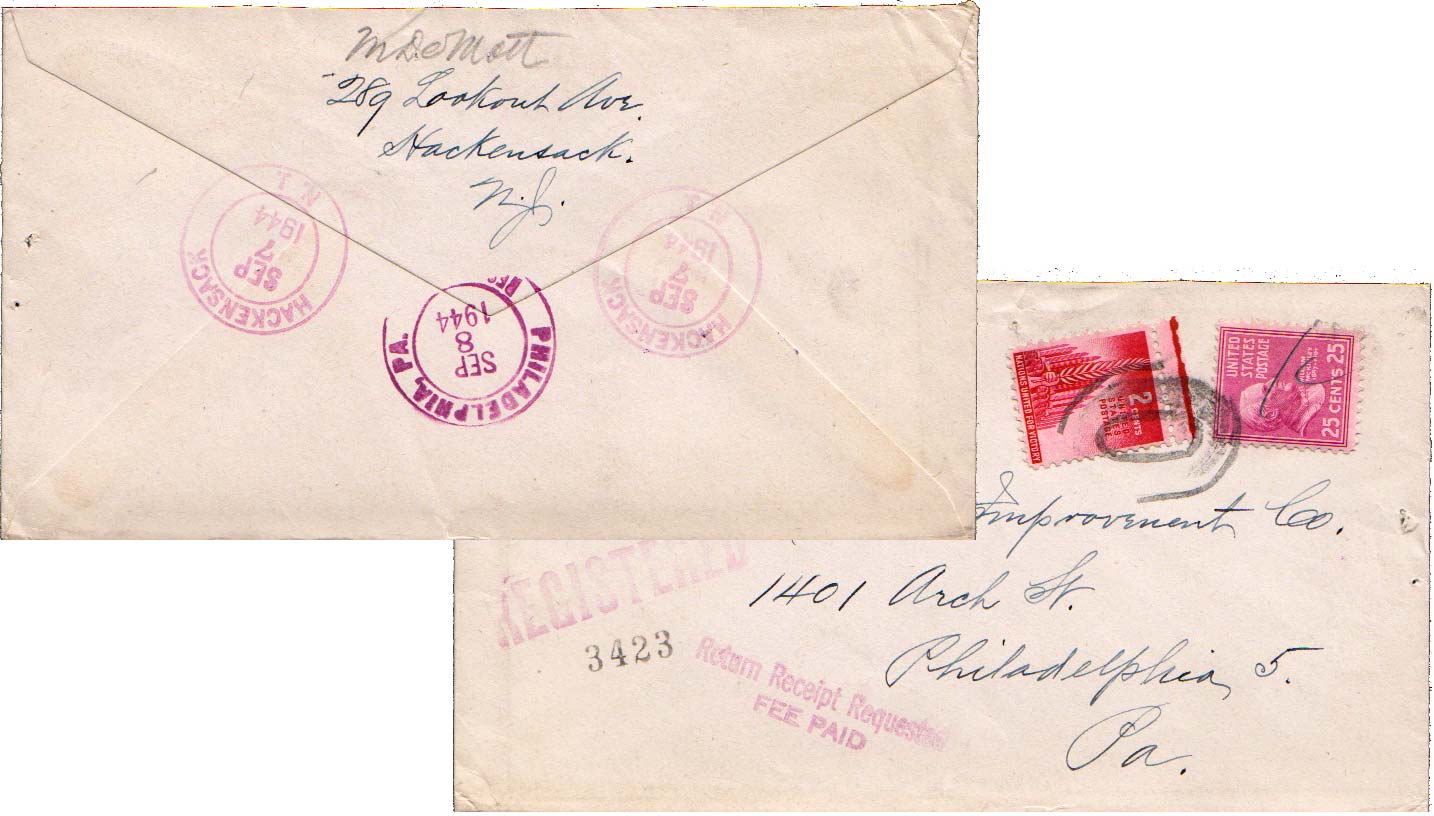 M DeMott
289 Lookout Ave.
Hackensack.
N.J.
HACKENSACK N. J.
SEP
7
1944
HACKENSACK N. J.
SEP
7
1944
PHILADELPHIA, PA.
SEP
8
1944
NATIONS UNITED FOR VICTORY
2 CENTS
UNITED
STATES
POSTAGE
UNITED
STATES
POSTAGE
25 CENTS 25
Improvement Co.
1401 Arch St.
Philadelphia 5.
Pa.
REGISTERED
3423
Return Receipt Requested
FEE PAID